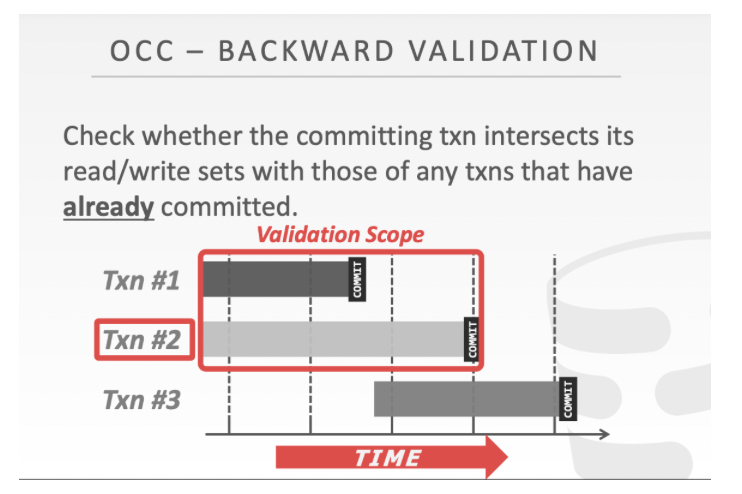 OCC – BACKWARD VALIDATION
Check whether the committing txn intersects its
read/write sets with those of any txns that have
already committed.
Validation Scope
Txn #1
COMMIT
Txn #2
COMMIT
Txn #3
COMMIT
TIME